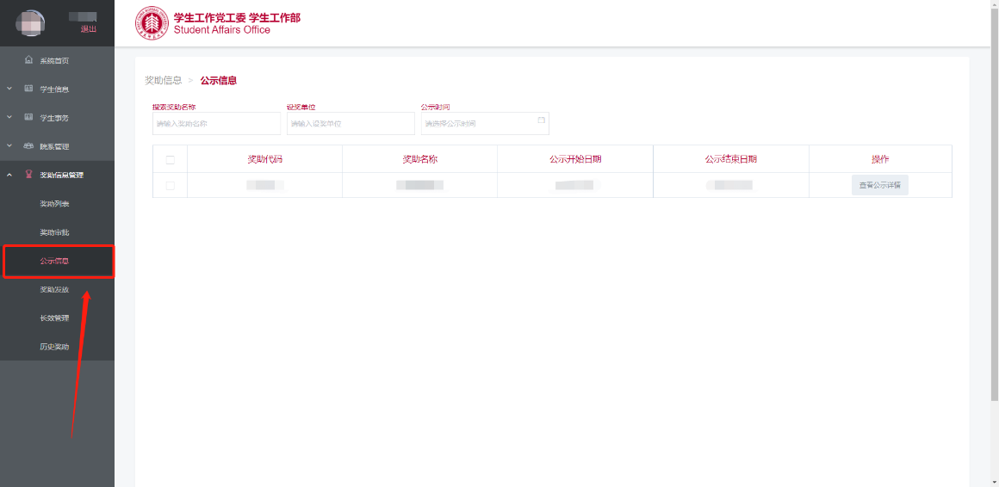 退出
系统首页
学生信息
学生事务
院系管理
奖助信息管理
奖助列表
奖助审批
公示信息
奖助发放
长效管理
历史奖助
学生工作党工委 学生工作部
Student Affairs Office
奖助信息 > 公示信息
搜索奖助名称 设奖单位 公示时间
请输入奖助名称 请输入设奖单位 请选择公示时间
奖助代码 奖助名称 公示开始日期 公示结束日期 操作
查看公示详情